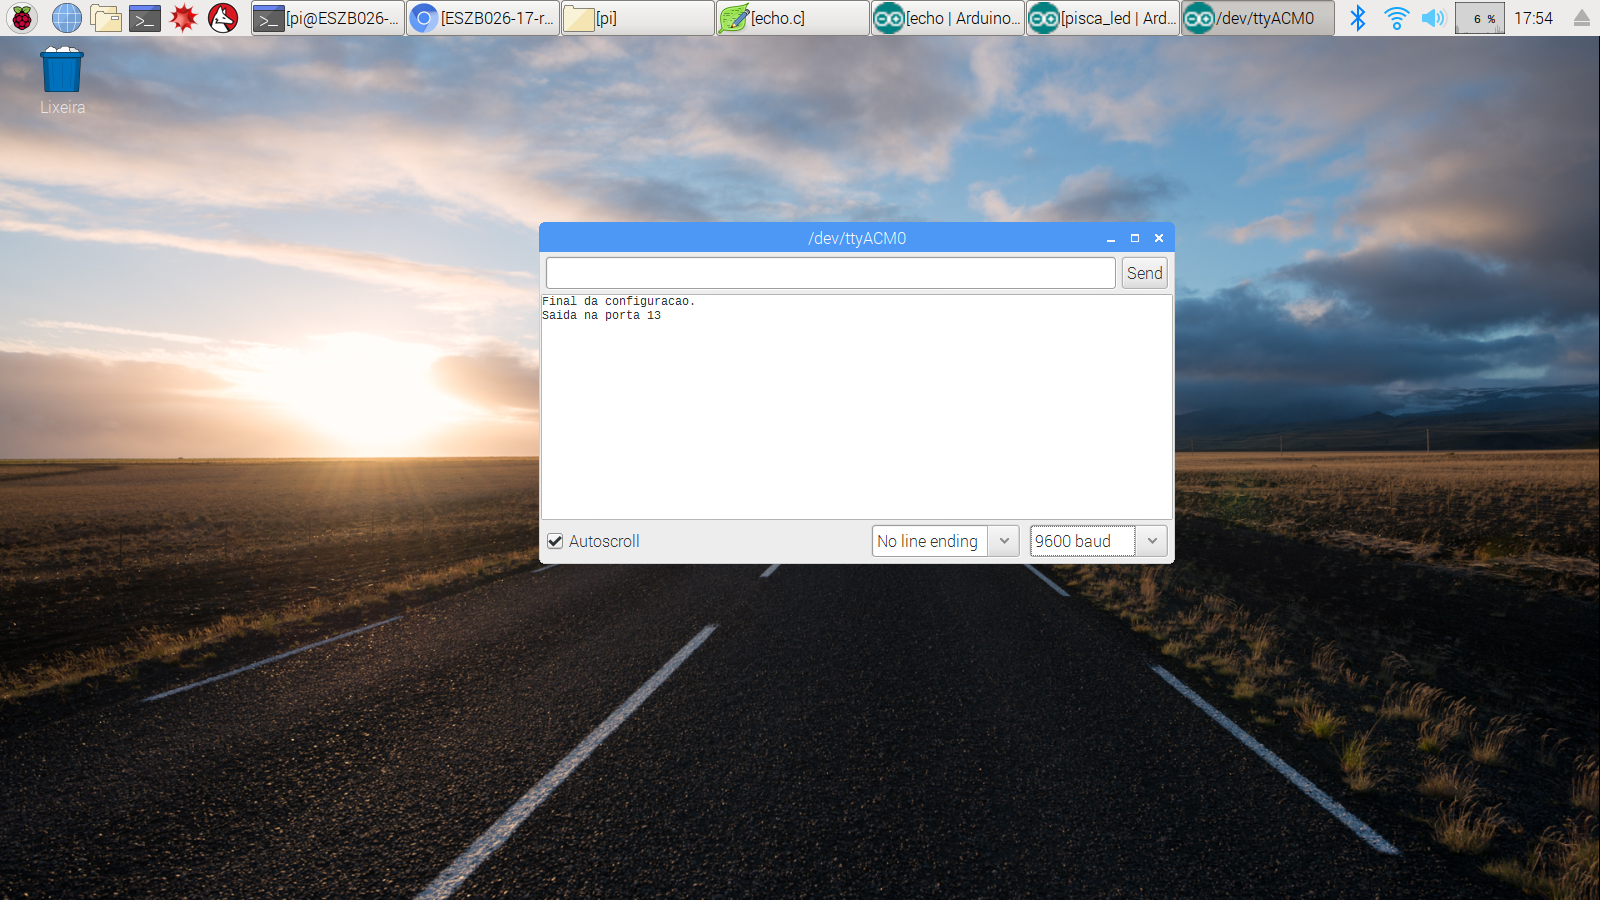 [pi@ESZB026-...
[ESZB026-17-r...
[pi]
[echo.c]
[echo | Arduino...
[pisca_led | Ard...
/dev/ttyACM0
6 %
17:54
Lixeira
/dev/ttyACM0
Send
Final da configuracao.
Saida na porta 13
Autoscroll
No line ending
9600 baud